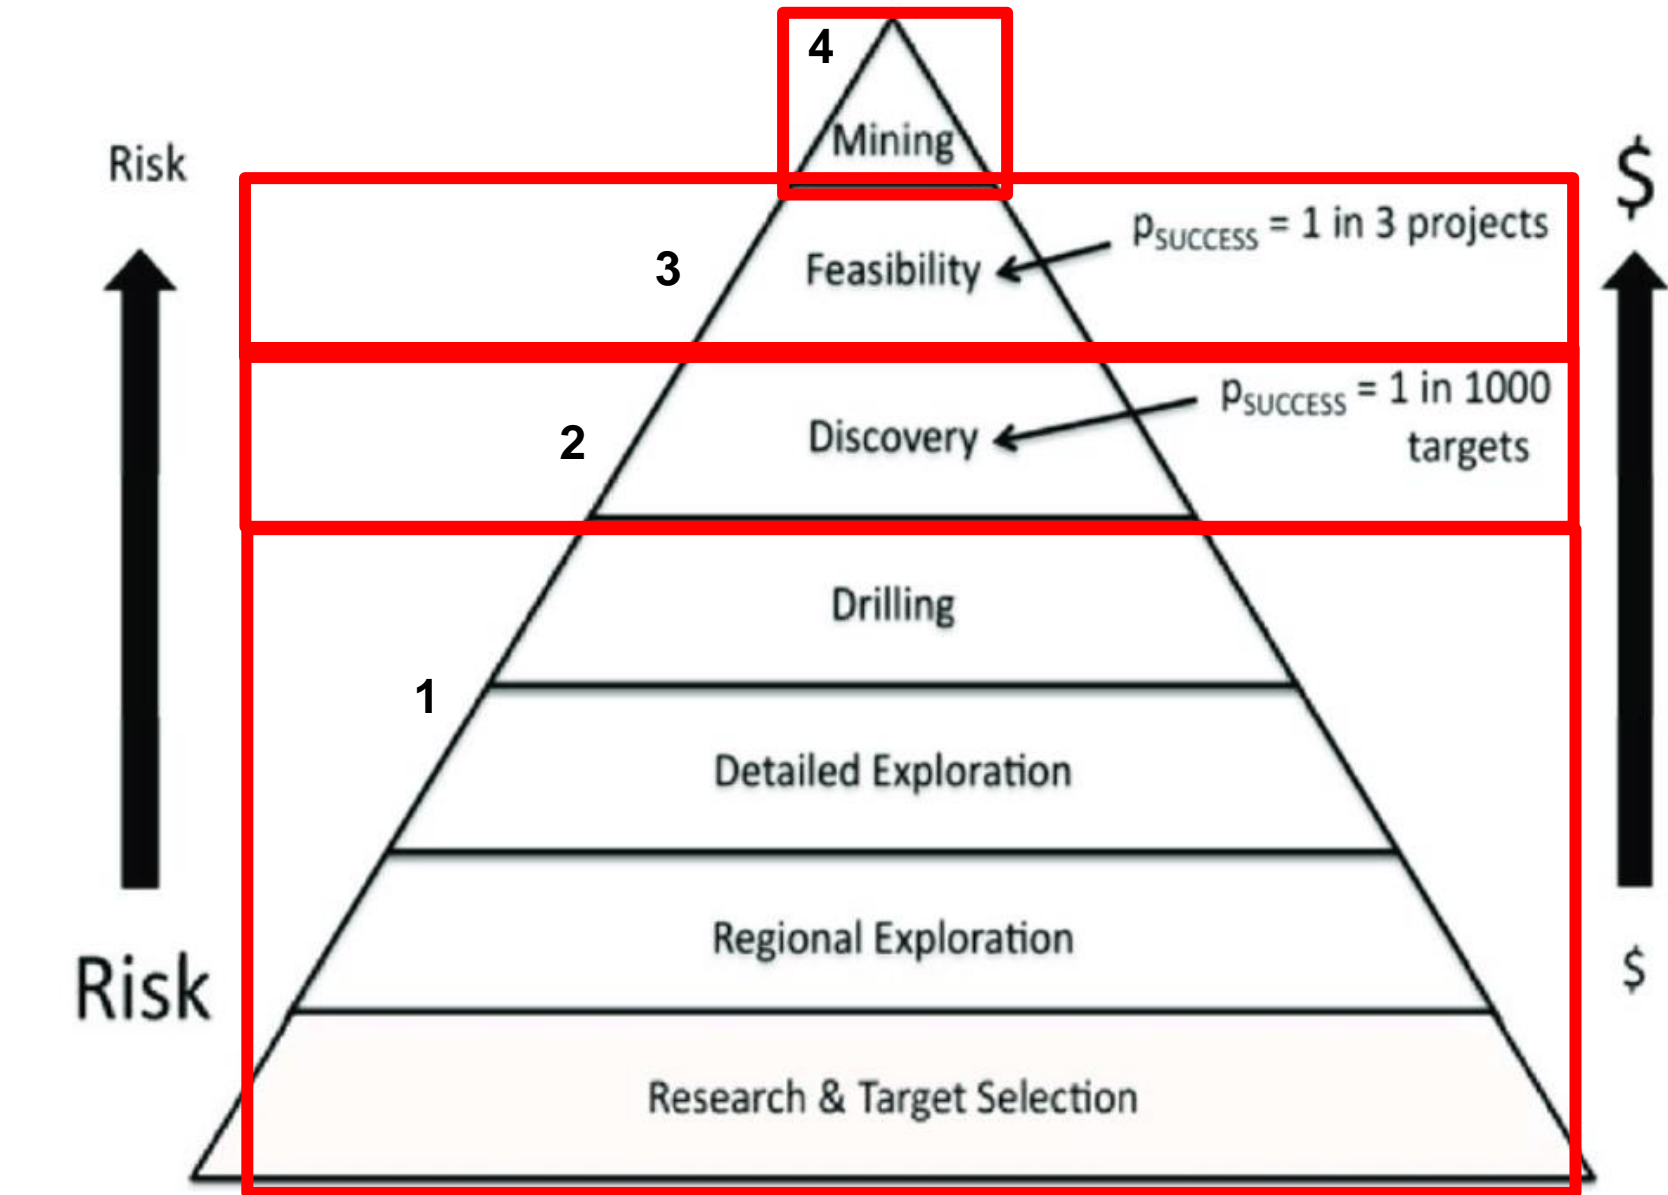 4
Mining
Risk
$
3
Feasibility
pSUCCESS = 1 in 3 projects
2
Discovery
pSUCCESS = 1 in 1000
targets
Drilling
1
Detailed Exploration
Regional Exploration
Risk
$
Research & Target Selection